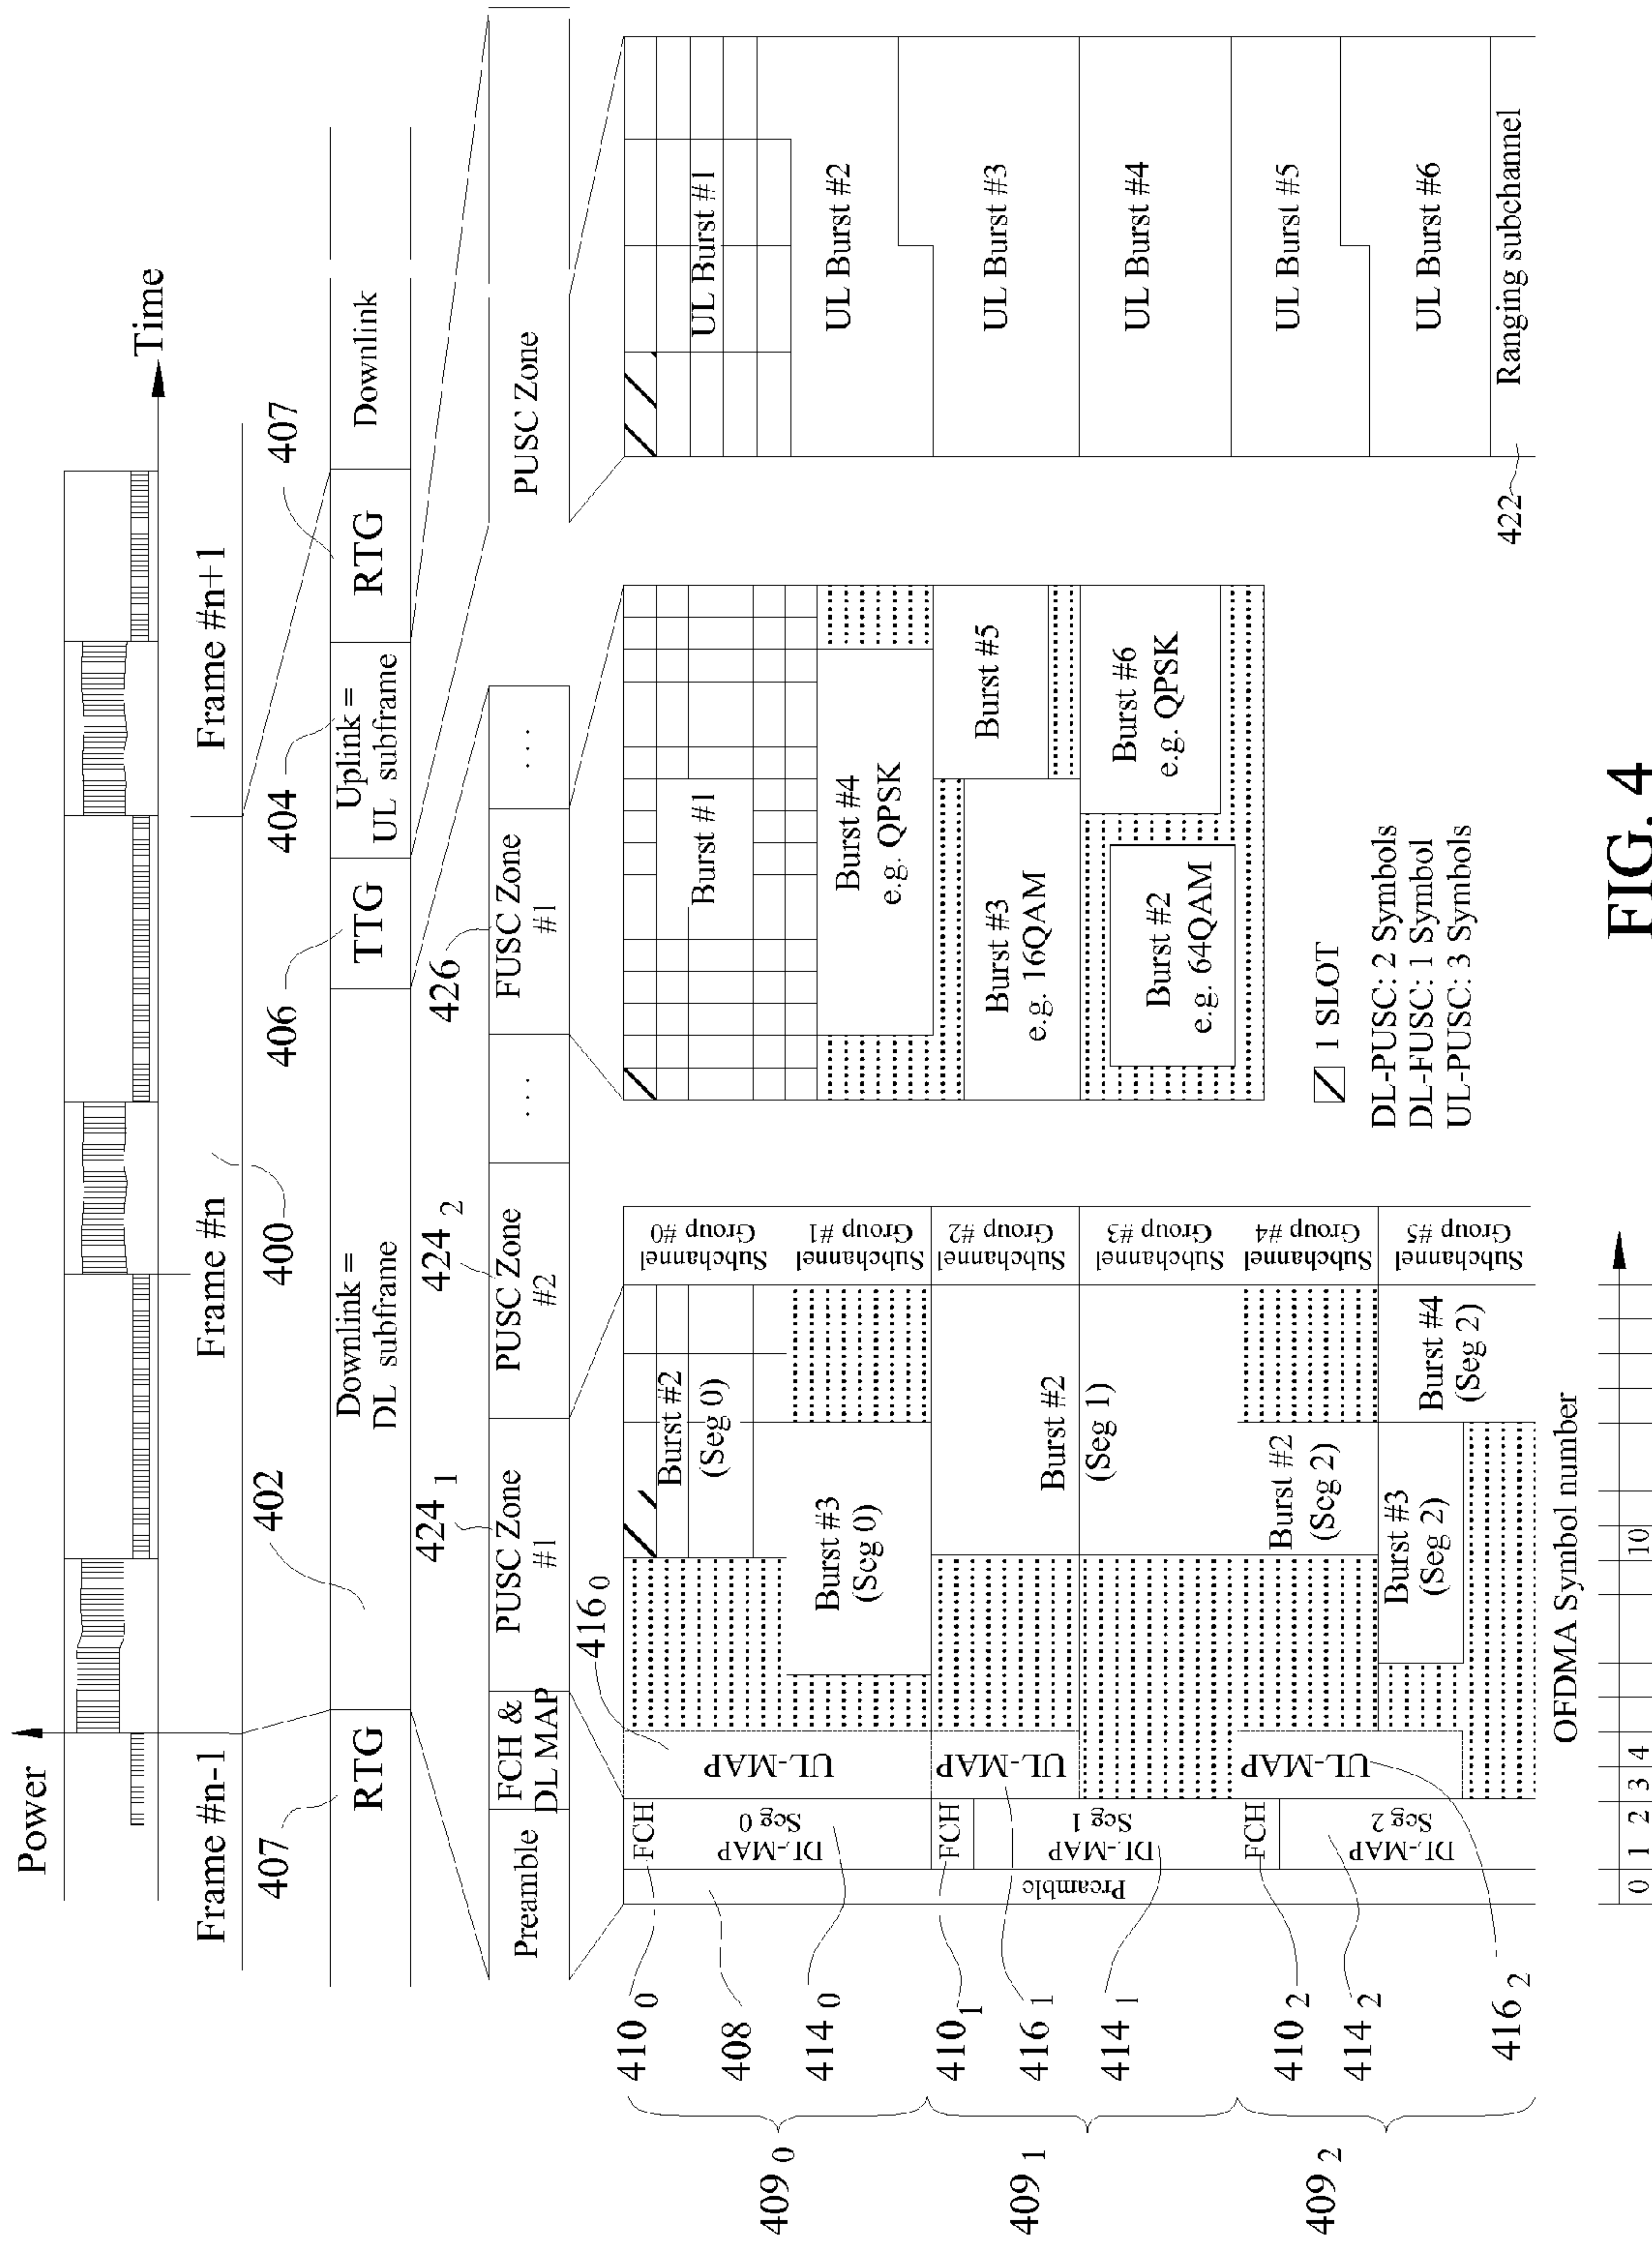 Power
Time
Frame #n-1
Frame #n
Frame #n+1
407
402
400
406
404
407
RTG
Downlink =
DL subframe
TTG
Uplink =
UL subframe
RTG
Downlink
424 1
424 2
426
Preamble
FCH &
DL MAP
PUSC Zone
#1
PUSC Zone
#2
. . .
FUSC Zone
#1
. . .
PUSC Zone
416 0
410 0
408
414 0
410 1
416 1
414 1
410 2
414 2
416 2
409 0
409 1
409 2
Preamble
FCH
DL-MAP
Seg 0
FCH
DL-MAP
Seg 1
FCH
DL-MAP
Seg 2
UL-MAP
UL-MAP
UL-MAP
Burst #2
(Seg 0)
Burst #3
(Seg 0)
Burst #2
(Seg 1)
Burst #2
(Seg 2)
Burst #3
(Seg 2)
Burst #4
(Seg 2)
Subchannel
Group #0
Subchannel
Group #1
Subchannel
Group #2
Subchannel
Group #3
Subchannel
Group #4
Subchannel
Group #5
OFDMA Symbol number
0 1 2 3 4 10
Burst #1
Burst #4
e.g. QPSK
Burst #3
e.g. 16QAM
Burst #5
Burst #2
e.g. 64QAM
Burst #6
e.g. QPSK
1 SLOT
DL-PUSC: 2 Symbols
DL-FUSC: 1 Symbol
UL-PUSC: 3 Symbols
UL Burst #1
UL Burst #2
UL Burst #3
UL Burst #4
UL Burst #5
UL Burst #6
Ranging subchannel
422
FIG. 4